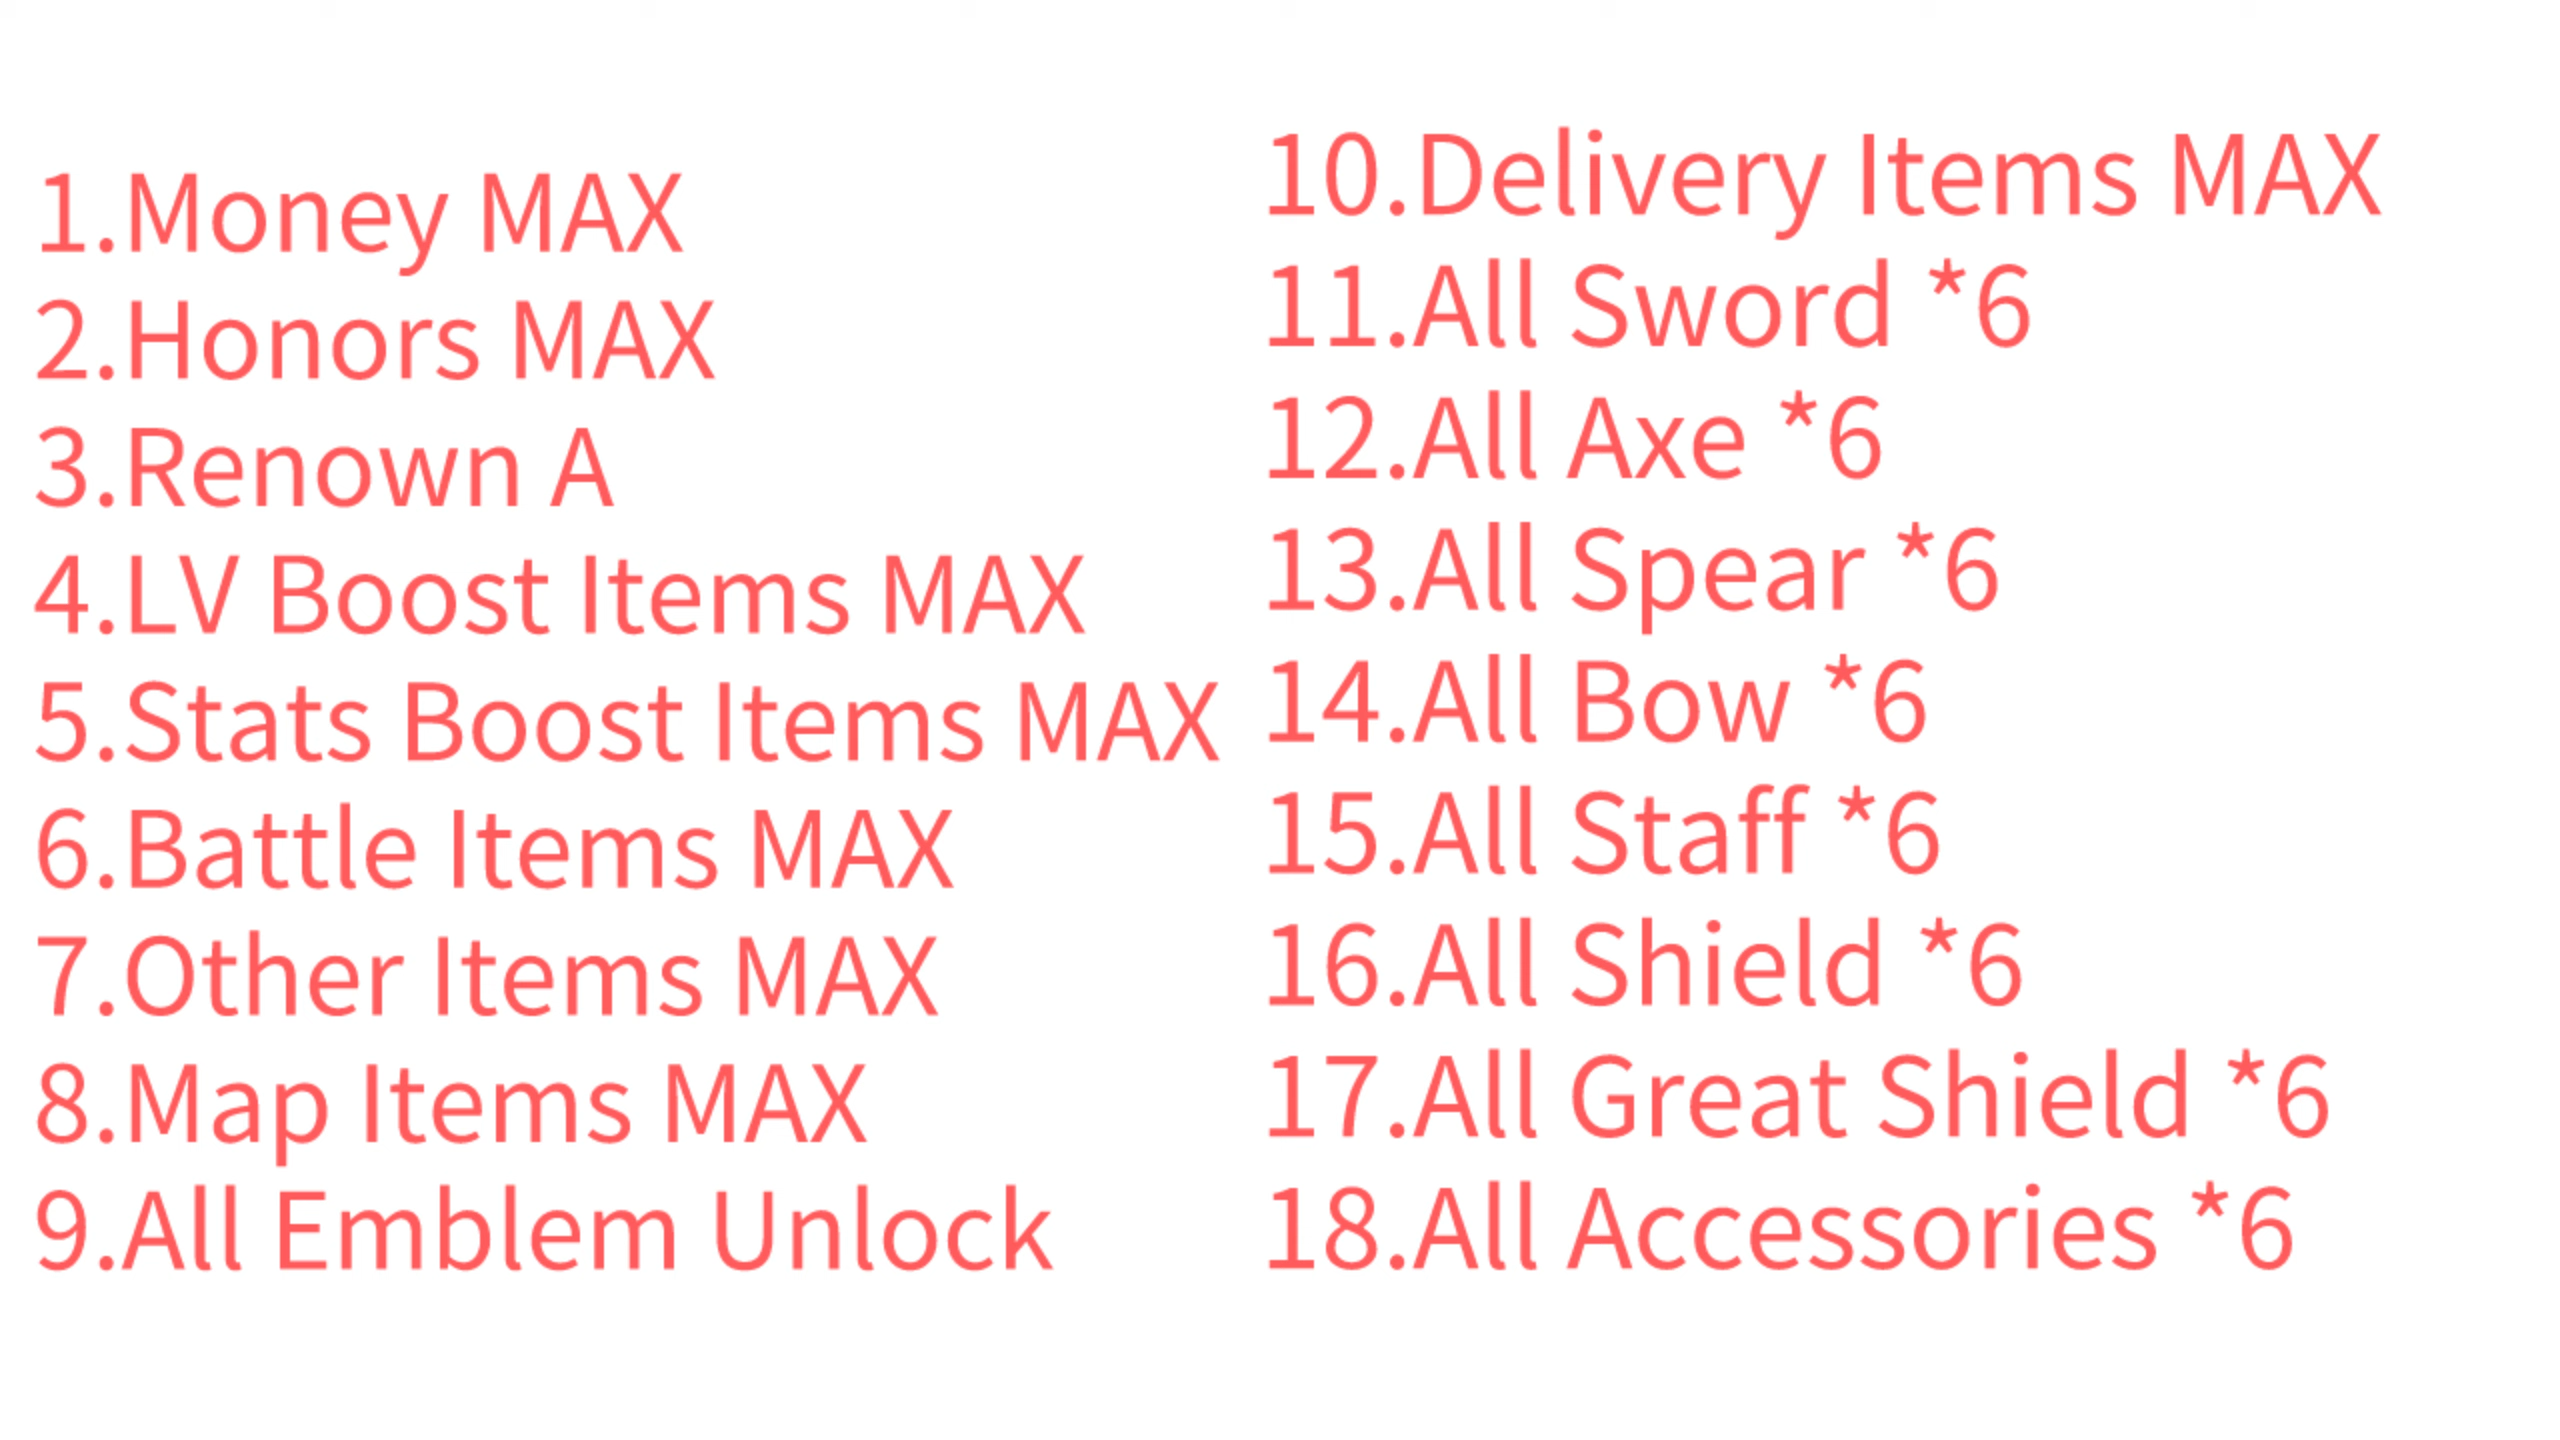 1.Money MAX
2.Honors MAX
3.Renown A
4.LV Boost Items MAX
5.Stats Boost Items MAX
6.Battle Items MAX
7.Other Items MAX
8.Map Items MAX
9.All Emblem Unlock
10.Delivery Items MAX
11.All Sword *6
12.All Axe *6
13.All Spear *6
14.All Bow *6
15.All Staff *6
16.All Shield *6
17.All Great Shield *6
18.All Accessories *6